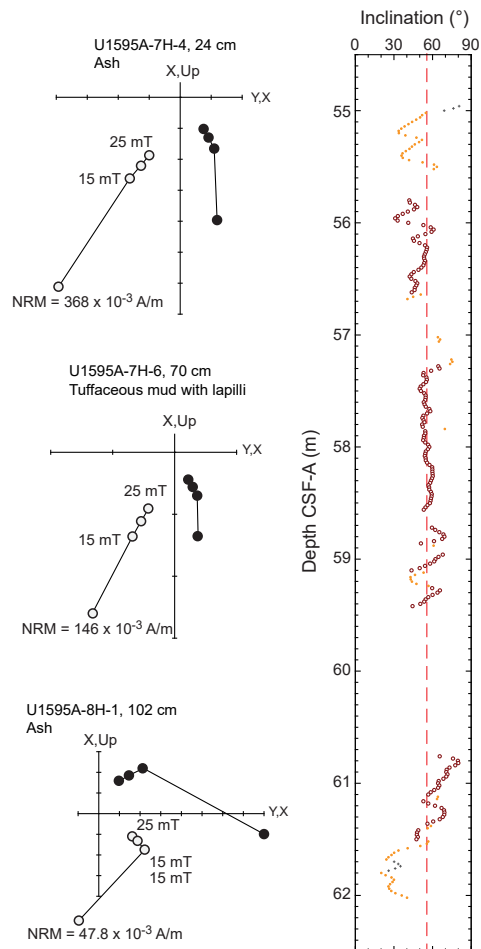 U1595A-7H-4, 24 cm
Ash
X,Up
Y,X
25 mT
15 mT
NRM = 368 x 10⁻³ A/m
U1595A-7H-6, 70 cm
Tuffaceous mud with lapilli
X,Up
Y,X
25 mT
15 mT
NRM = 146 x 10⁻³ A/m
U1595A-8H-1, 102 cm
Ash
X,Up
Y,X
25 mT
15 mT
15 mT
NRM = 47.8 x 10⁻³ A/m
Inclination (°)
0 30 60 90
Depth CSF-A (m)
55
56
57
58
59
60
61
62